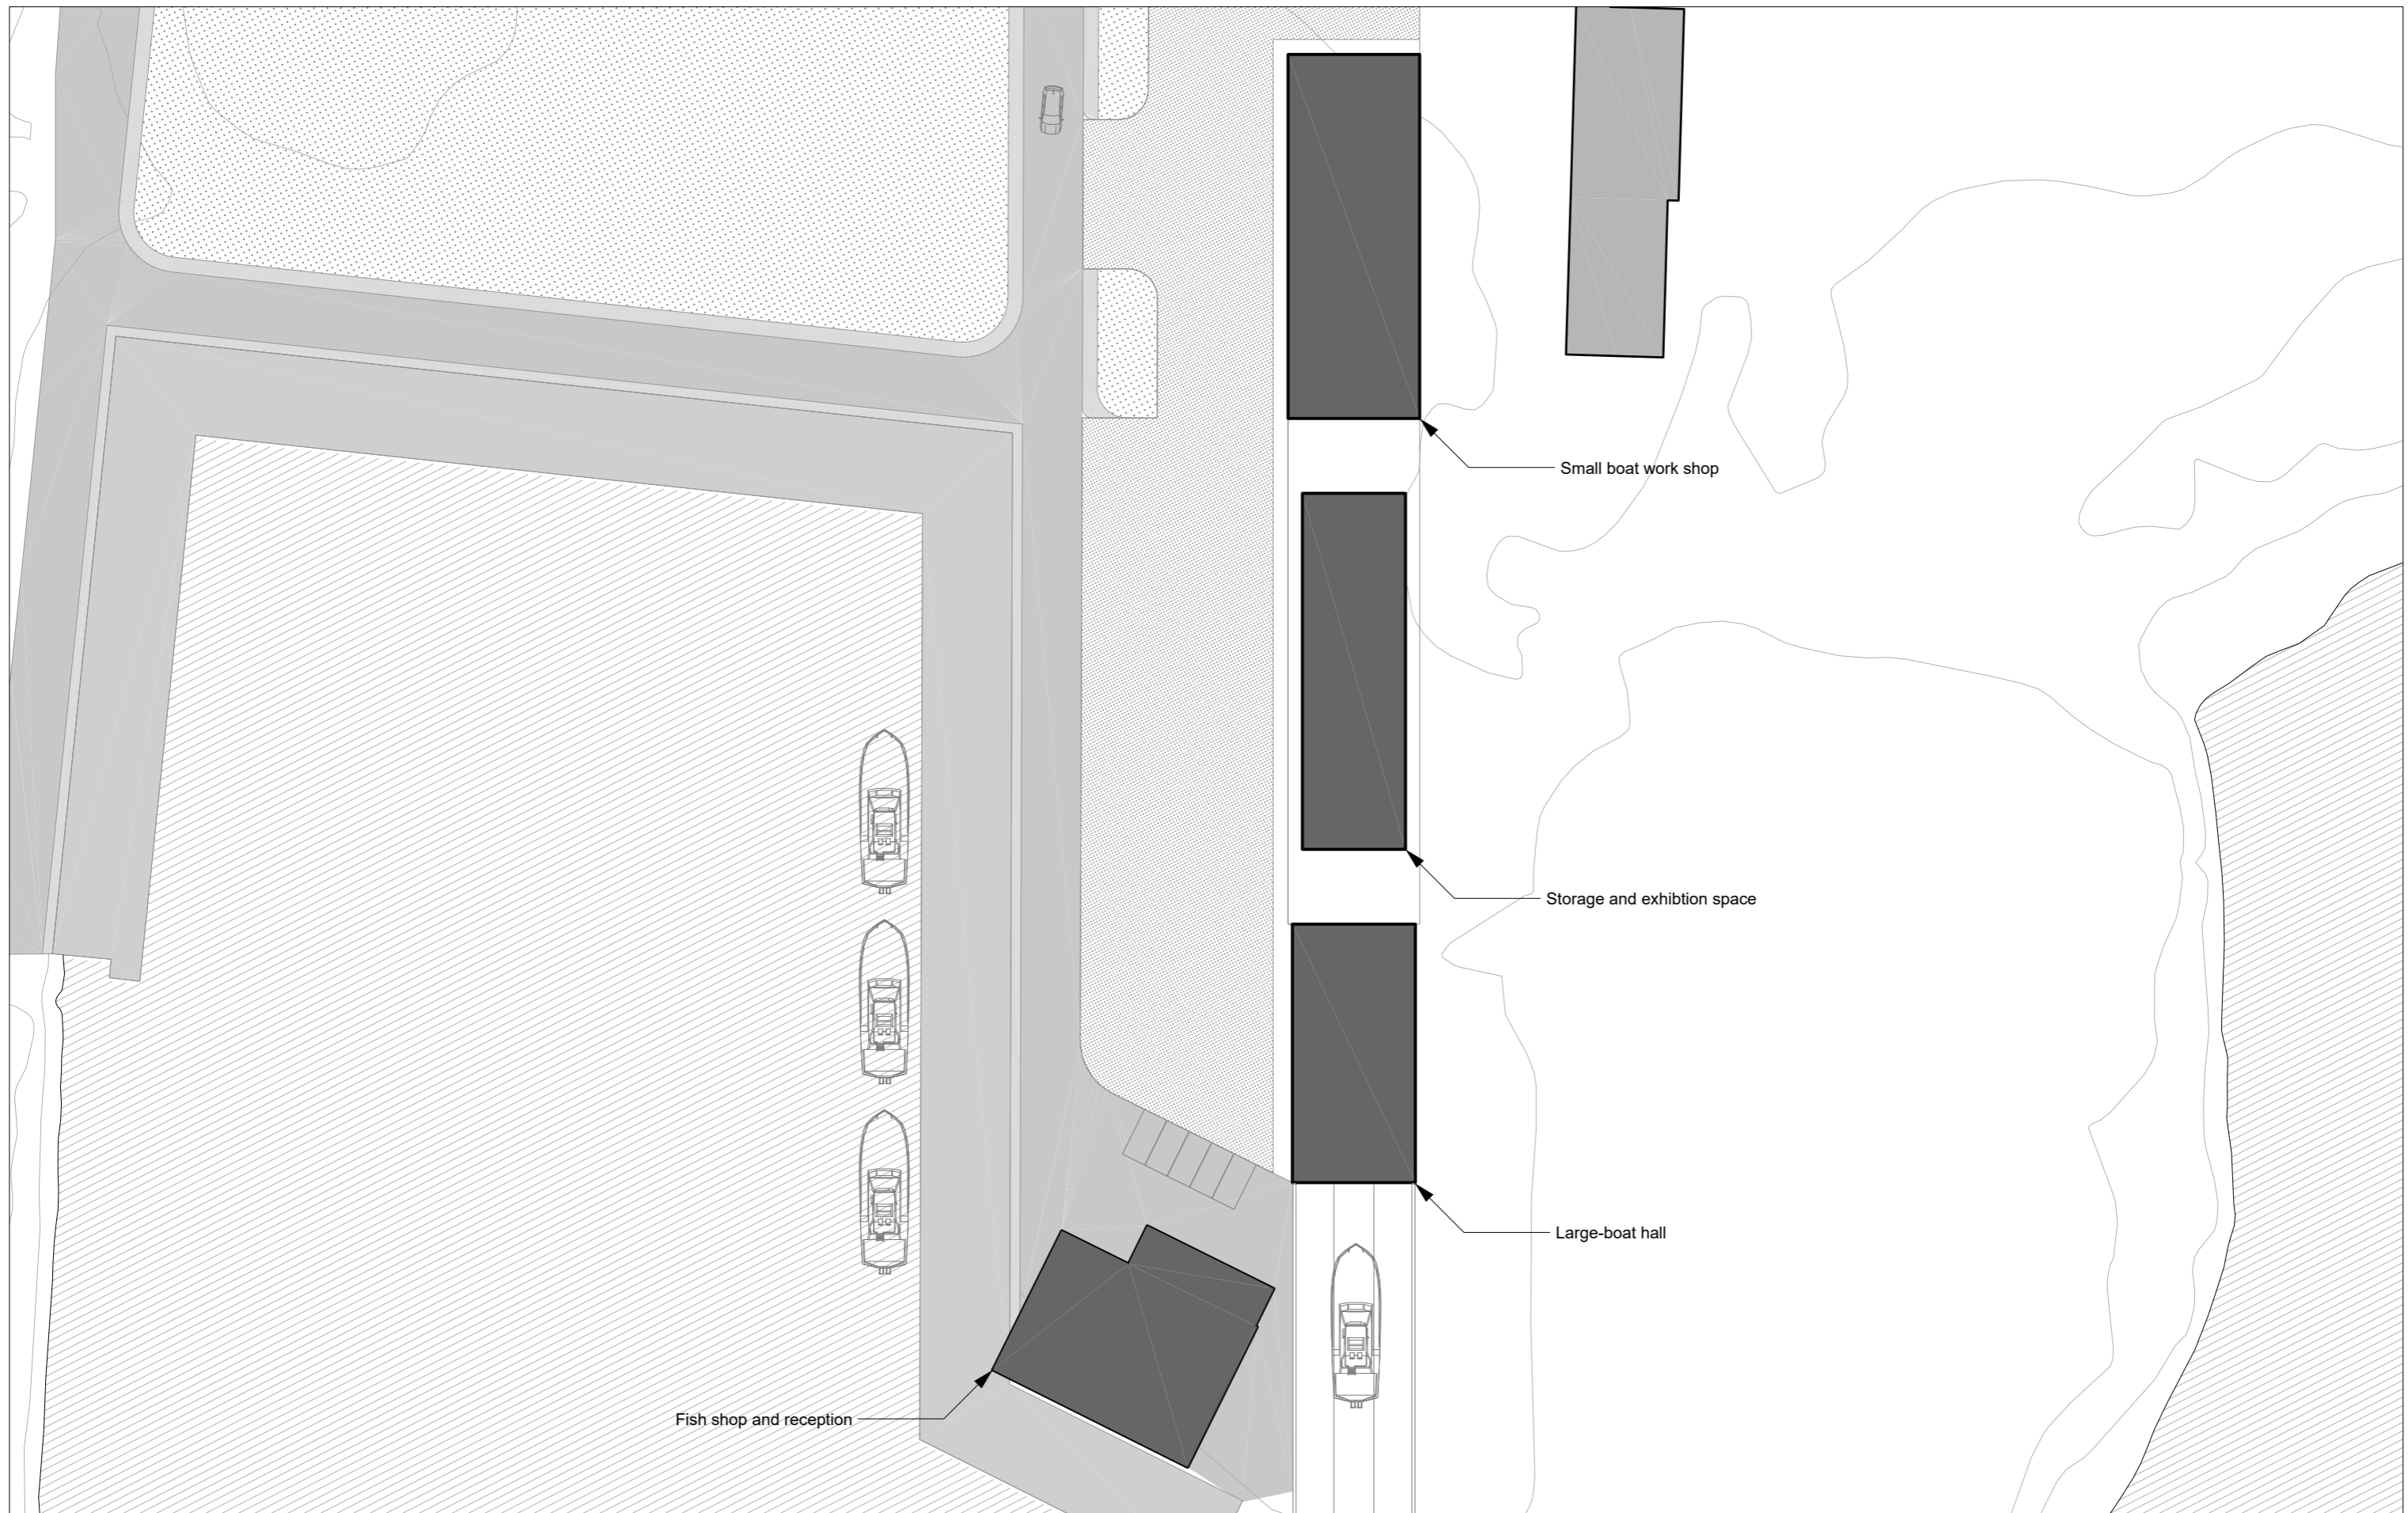 Small boat work shop
Storage and exhibtion space
Large-boat hall
Fish shop and reception